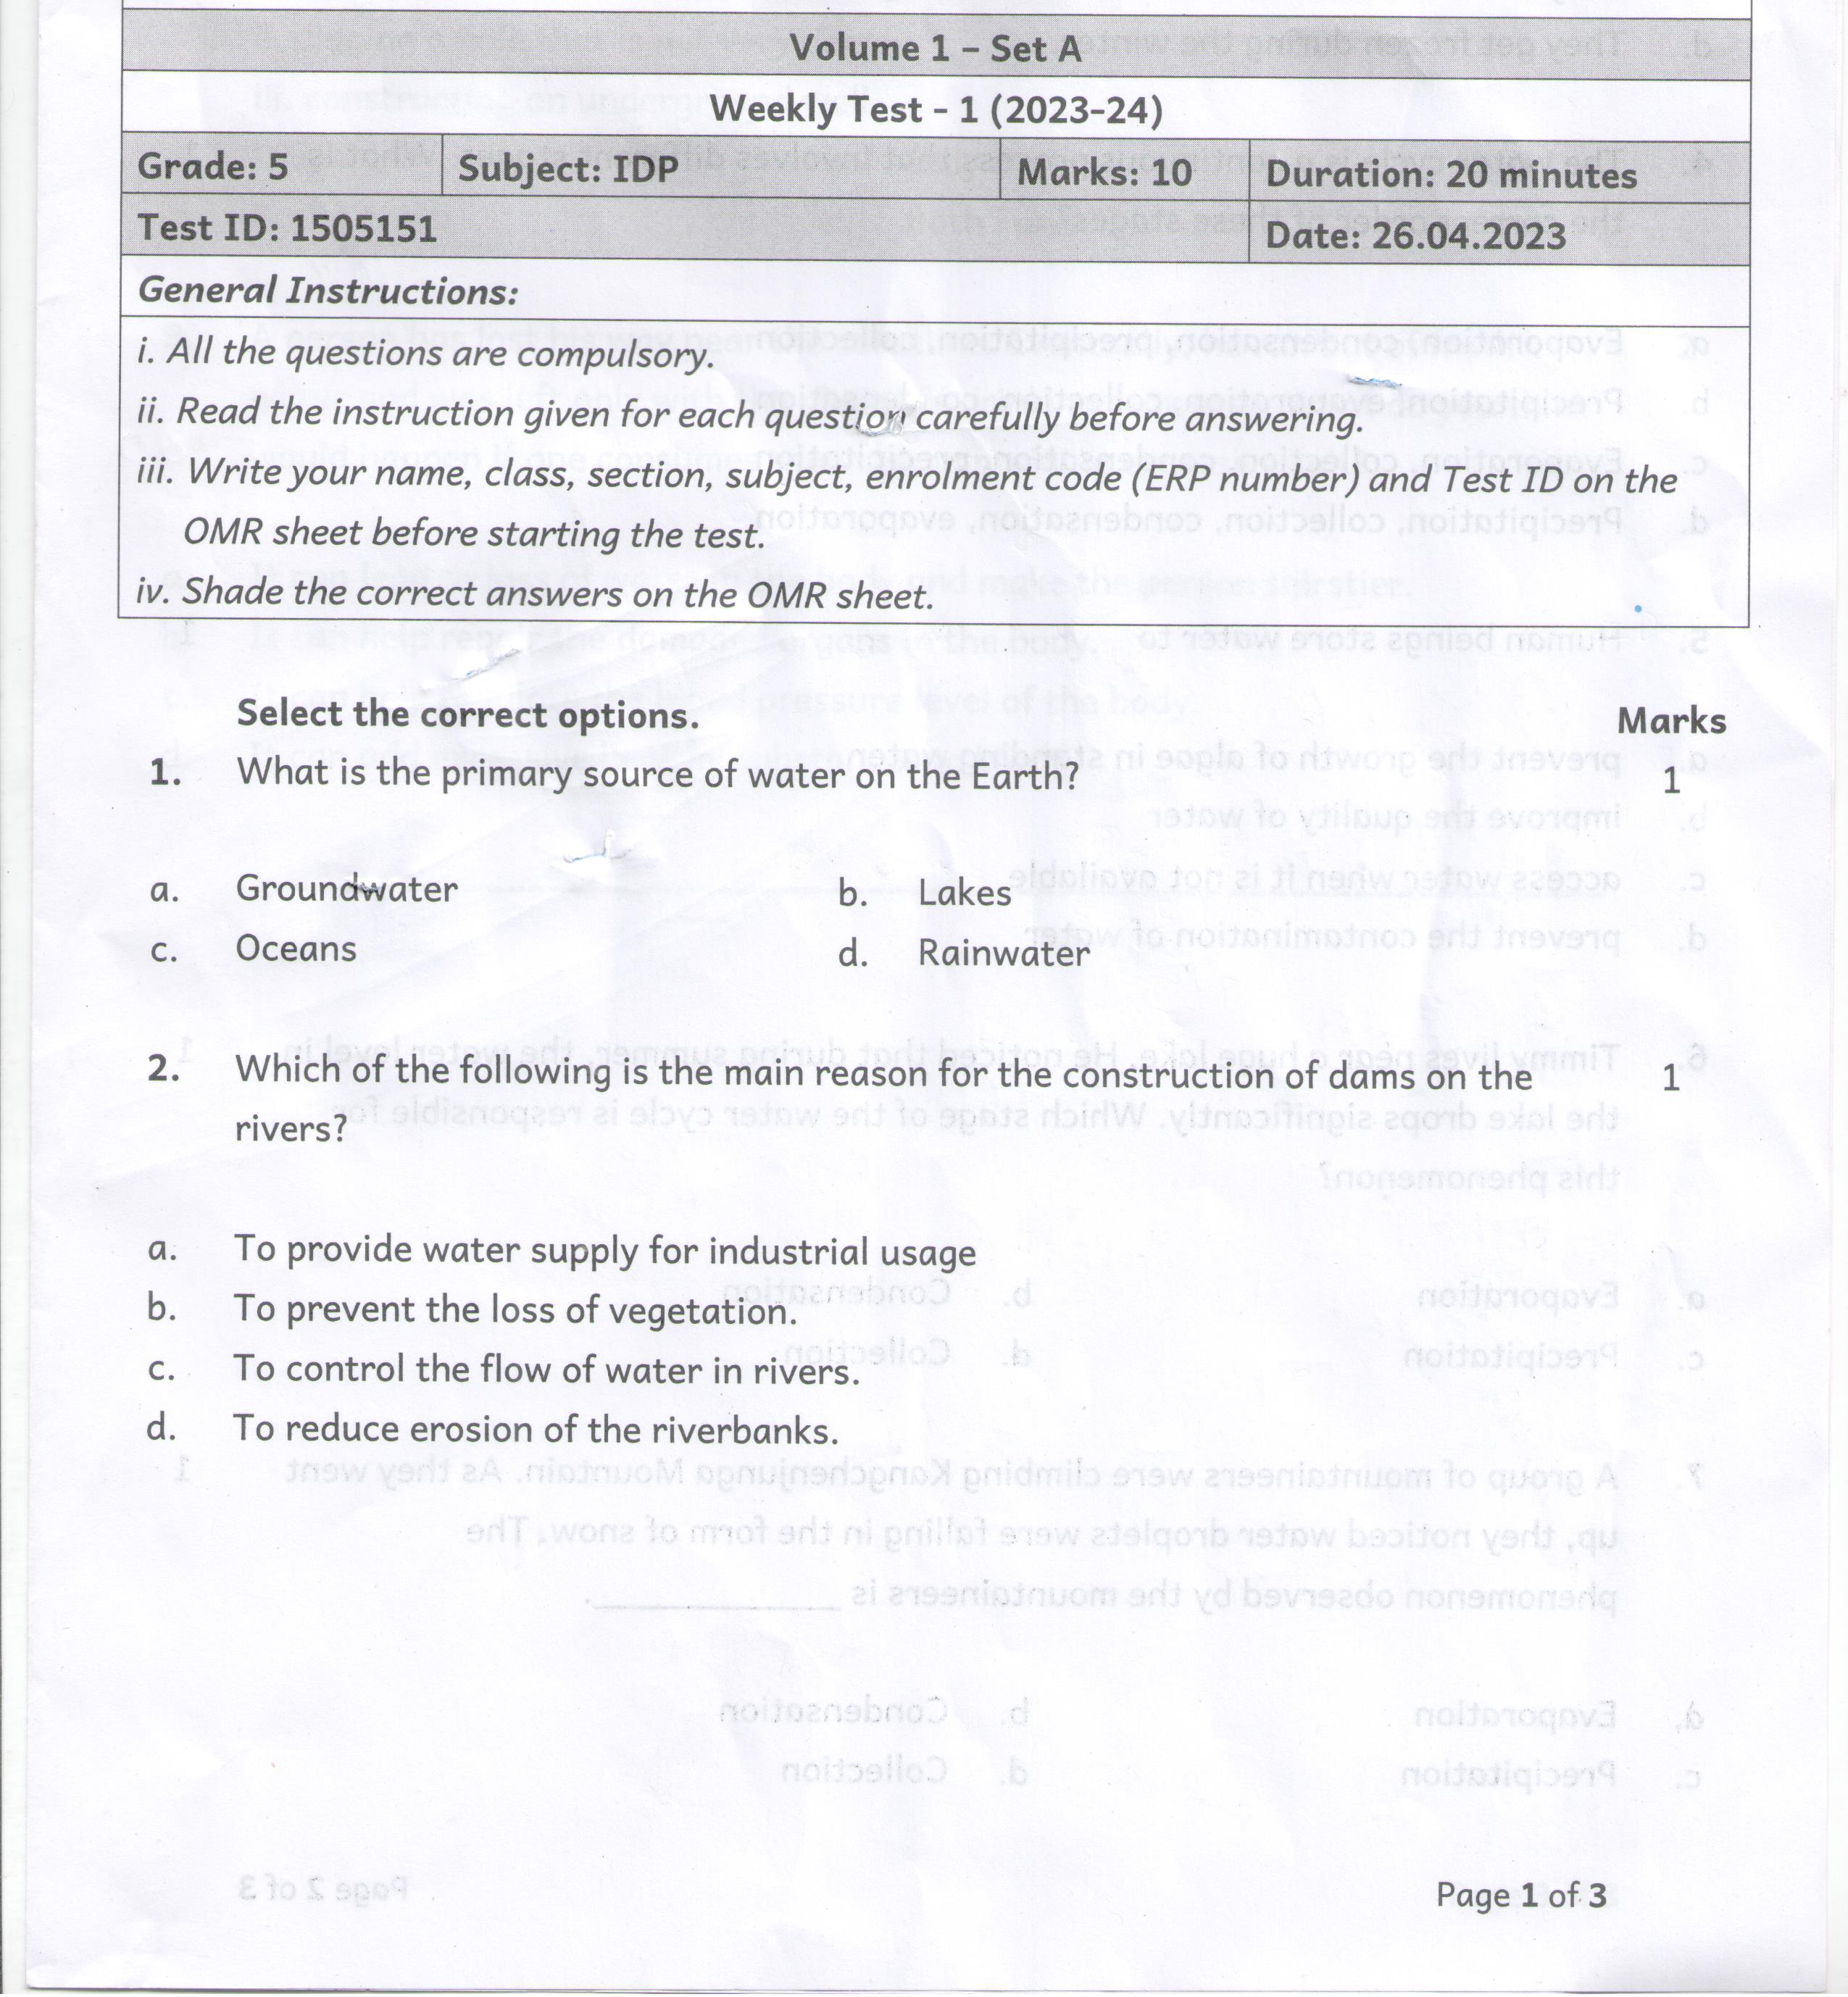 Volume 1 – Set A
Weekly Test - 1 (2023-24)
Grade: 5 Subject: IDP Marks: 10 Duration: 20 minutes
Test ID: 1505151 Date: 26.04.2023
General Instructions:
i. All the questions are compulsory.
ii. Read the instruction given for each question carefully before answering.
iii. Write your name, class, section, subject, enrolment code (ERP number) and Test ID on the
OMR sheet before starting the test.
iv. Shade the correct answers on the OMR sheet.
Select the correct options. Marks
1. What is the primary source of water on the Earth? 1
a. Groundwater b. Lakes
c. Oceans d. Rainwater
2. Which of the following is the main reason for the construction of dams on the 1
rivers?
a. To provide water supply for industrial usage
b. To prevent the loss of vegetation.
c. To control the flow of water in rivers.
d. To reduce erosion of the riverbanks.
Page 1 of 3